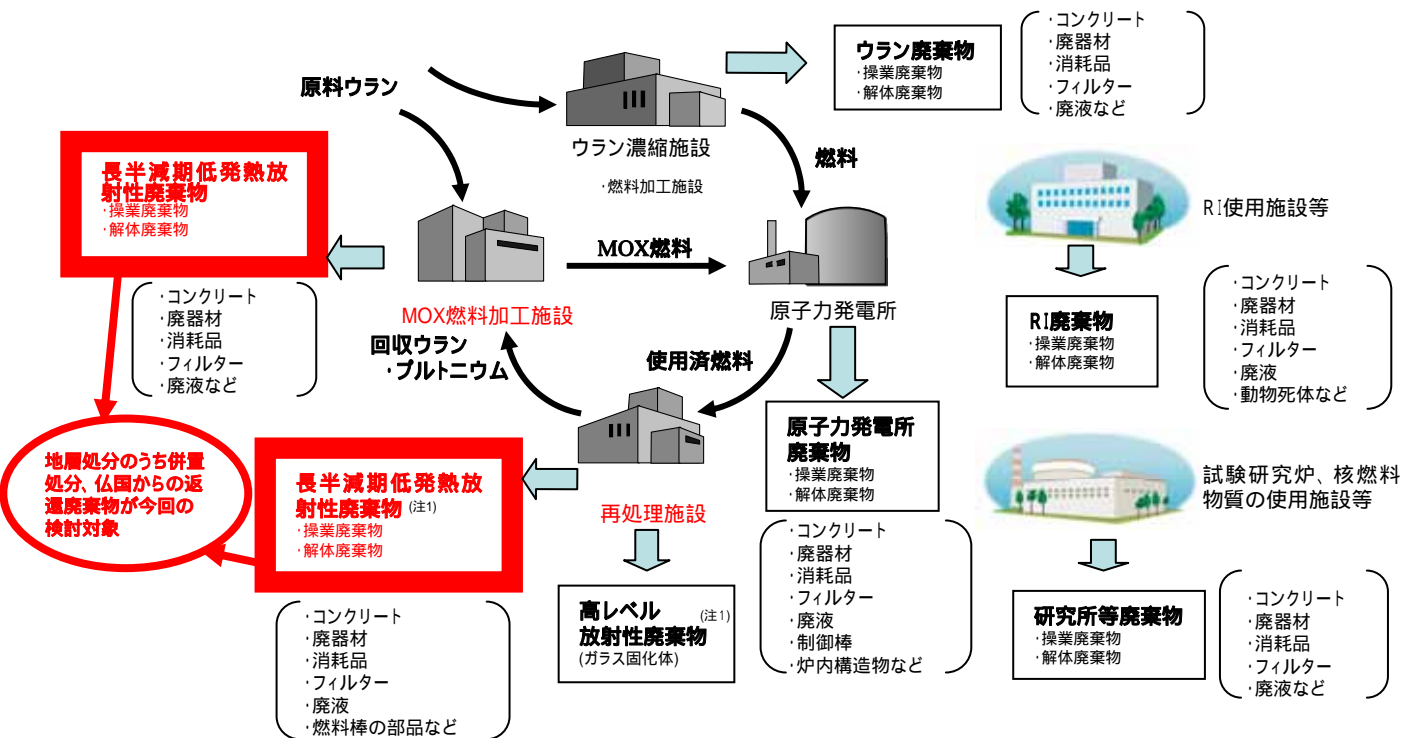 原料ウラン
ウラン濃縮施設
・燃料加工施設
ウラン廃棄物
・操業廃棄物
・解体廃棄物
・コンクリート
・廃器材
・消耗品
・フィルター
・廃液など
燃料
長半減期低発熱放
射性廃棄物
・操業廃棄物
・解体廃棄物
・コンクリート
・廃器材
・消耗品
・フィルター
・廃液など
MOX燃料加工施設
MOX燃料
原子力発電所
回収ウラン
・プルトニウム
使用済燃料
再処理施設
原子力発電所
廃棄物
・操業廃棄物
・解体廃棄物
・コンクリート
・廃器材
・消耗品
・フィルター
・廃液
・制御棒
・炉内構造物など
地層処分のうち併置
処分、仏国からの返
還廃棄物が今回の
検討対象
長半減期低発熱放
射性廃棄物 (注1)
・操業廃棄物
・解体廃棄物
・コンクリート
・廃器材
・消耗品
・フィルター
・廃液
・燃料棒の部品など
高レベル (注1)
放射性廃棄物
(ガラス固化体)
RI使用施設等
RI廃棄物
・操業廃棄物
・解体廃棄物
・コンクリート
・廃器材
・消耗品
・フィルター
・廃液
・動物死体など
試験研究炉、核燃料
物質の使用施設等
研究所等廃棄物
・操業廃棄物
・解体廃棄物
・コンクリート
・廃器材
・消耗品
・フィルター
・廃液など